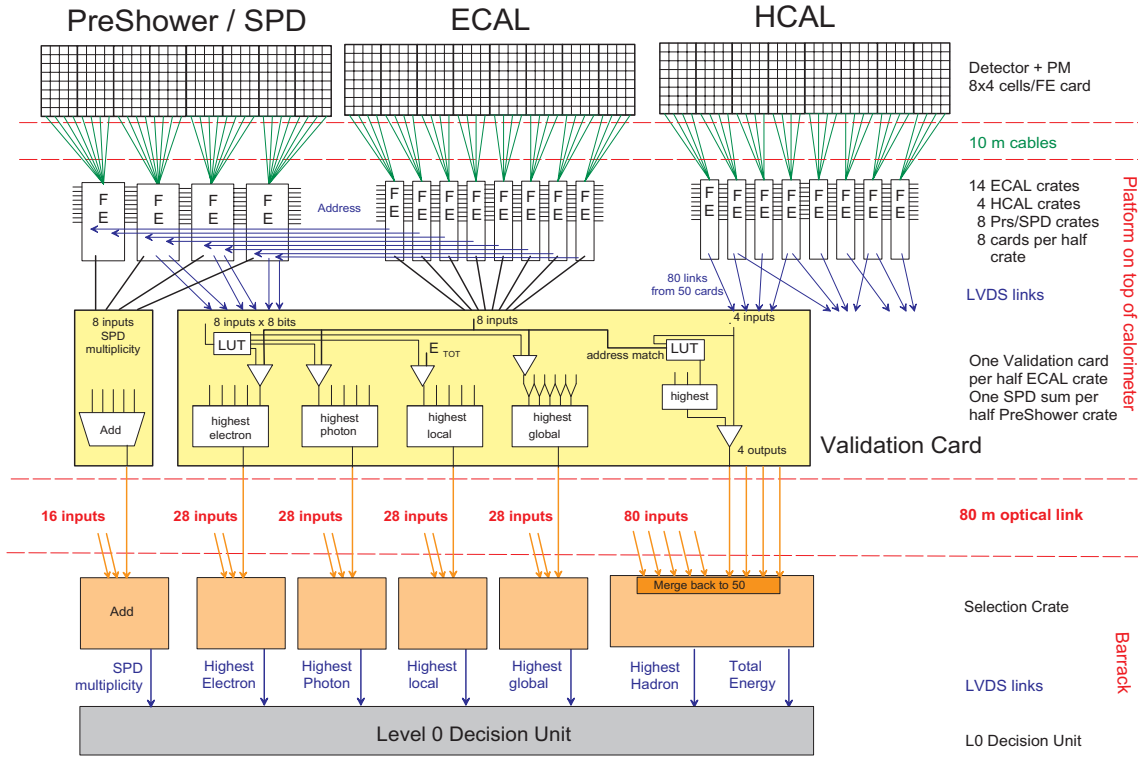 PreShower / SPD
ECAL
HCAL
Detector + PM
8x4 cells/FE card
10 m cables
F
E
F
E
F
E
F
E
Address
F
E
F
E
F
E
F
E
F
E
F
E
F
E
F
E
F
E
F
E
F
E
F
E
F
E
F
E
F
E
F
E
14 ECAL crates
4 HCAL crates
8 Prs/SPD crates
8 cards per half
crate
80 links
from 50 cards
LVDS links
Platform on top of calorimeter
8 inputs
SPD
multiplicity
Add
8 inputs x 8 bits
LUT
8 inputs
E TOT
address match
4 inputs
LUT
highest
highest
electron
highest
photon
highest
local
highest
global
4 outputs
One Validation card
per half ECAL crate
One SPD sum per
half PreShower crate
Validation Card
16 inputs
28 inputs
28 inputs
28 inputs
28 inputs
80 inputs
80 m optical link
Add
Merge back to 50
Selection Crate
SPD
multiplicity
Highest
Electron
Highest
Photon
Highest
local
Highest
global
Highest
Hadron
Total
Energy
LVDS links
Barrack
Level 0 Decision Unit
L0 Decision Unit